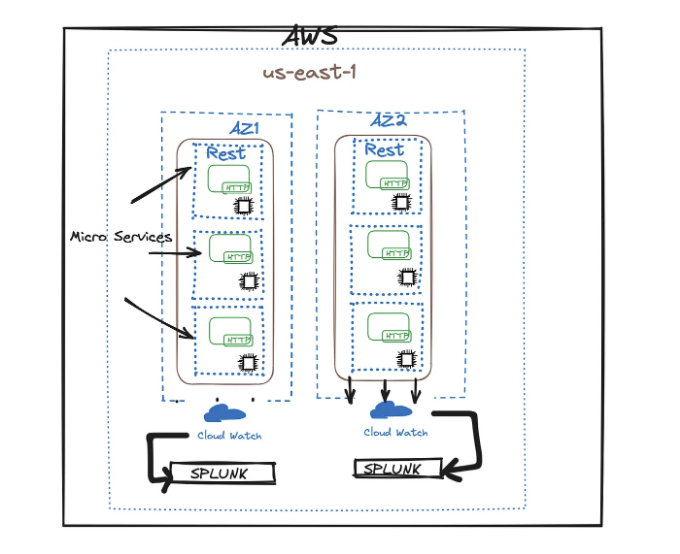 AWS
us-east-1
AZ1
AZ2
Rest
Rest
HTTP
HTTP
Micro Services
HTTP
HTTP
HTTP
HTTP
Cloud Watch
Cloud Watch
SPLUNK
SPLUNK